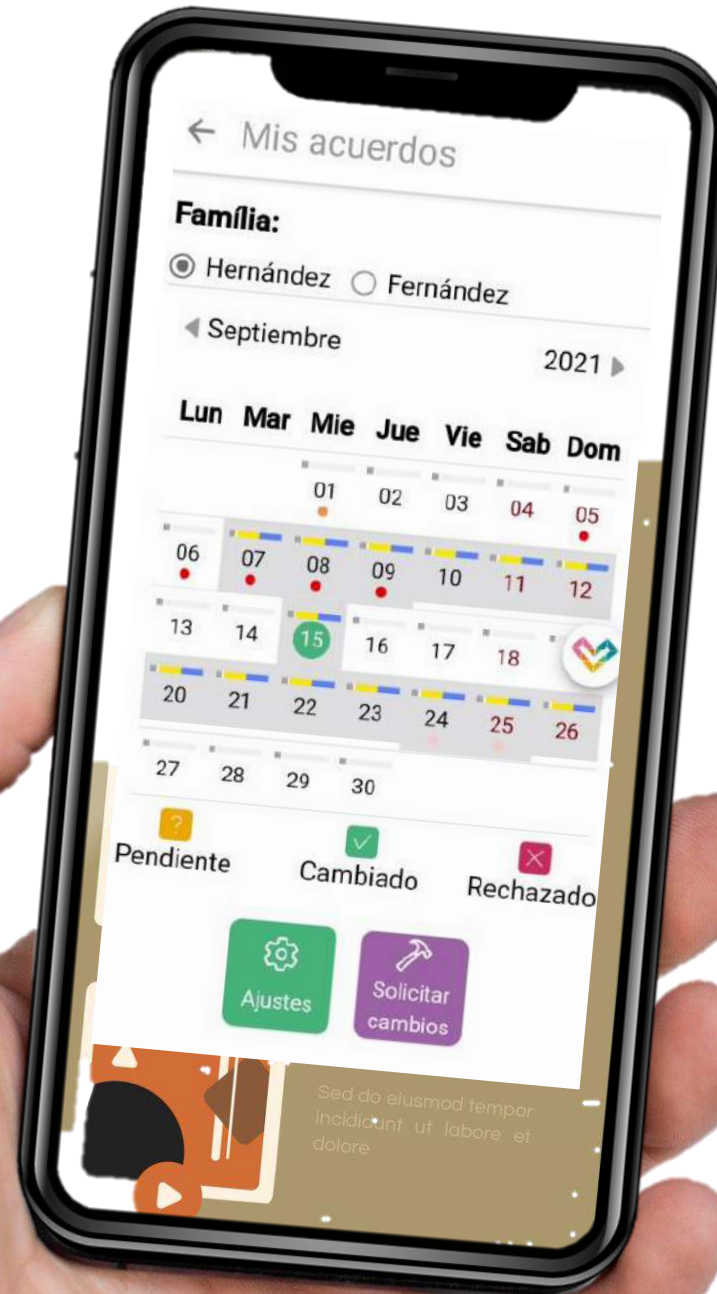 Mis acuerdos
Família:
Hernández Fernández
Septiembre 2021
Lun Mar Mie Jue Vie Sab Dom
01 02 03 04 05
06 07 08 09 10 11 12
13 14 15 16 17 18
20 21 22 23 24 25 26
27 28 29 30
?
Pendiente Cambiado Rechazado
Ajustes
Solicitar
cambios
Sed do eiusmod tempor
incididunt ut labore et
dolore